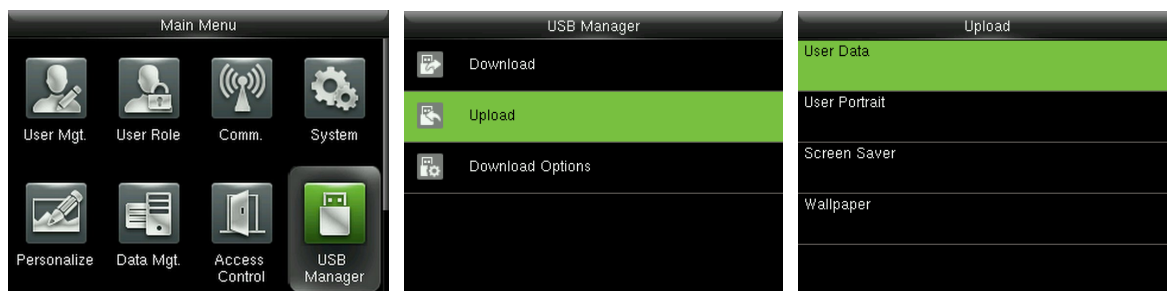 Main Menu
User Mgt.
User Role
Comm.
System
Personalize
Data Mgt.
Access
Control
USB
Manager
USB Manager
Download
Upload
Download Options
Upload
User Data
User Portrait
Screen Saver
Wallpaper